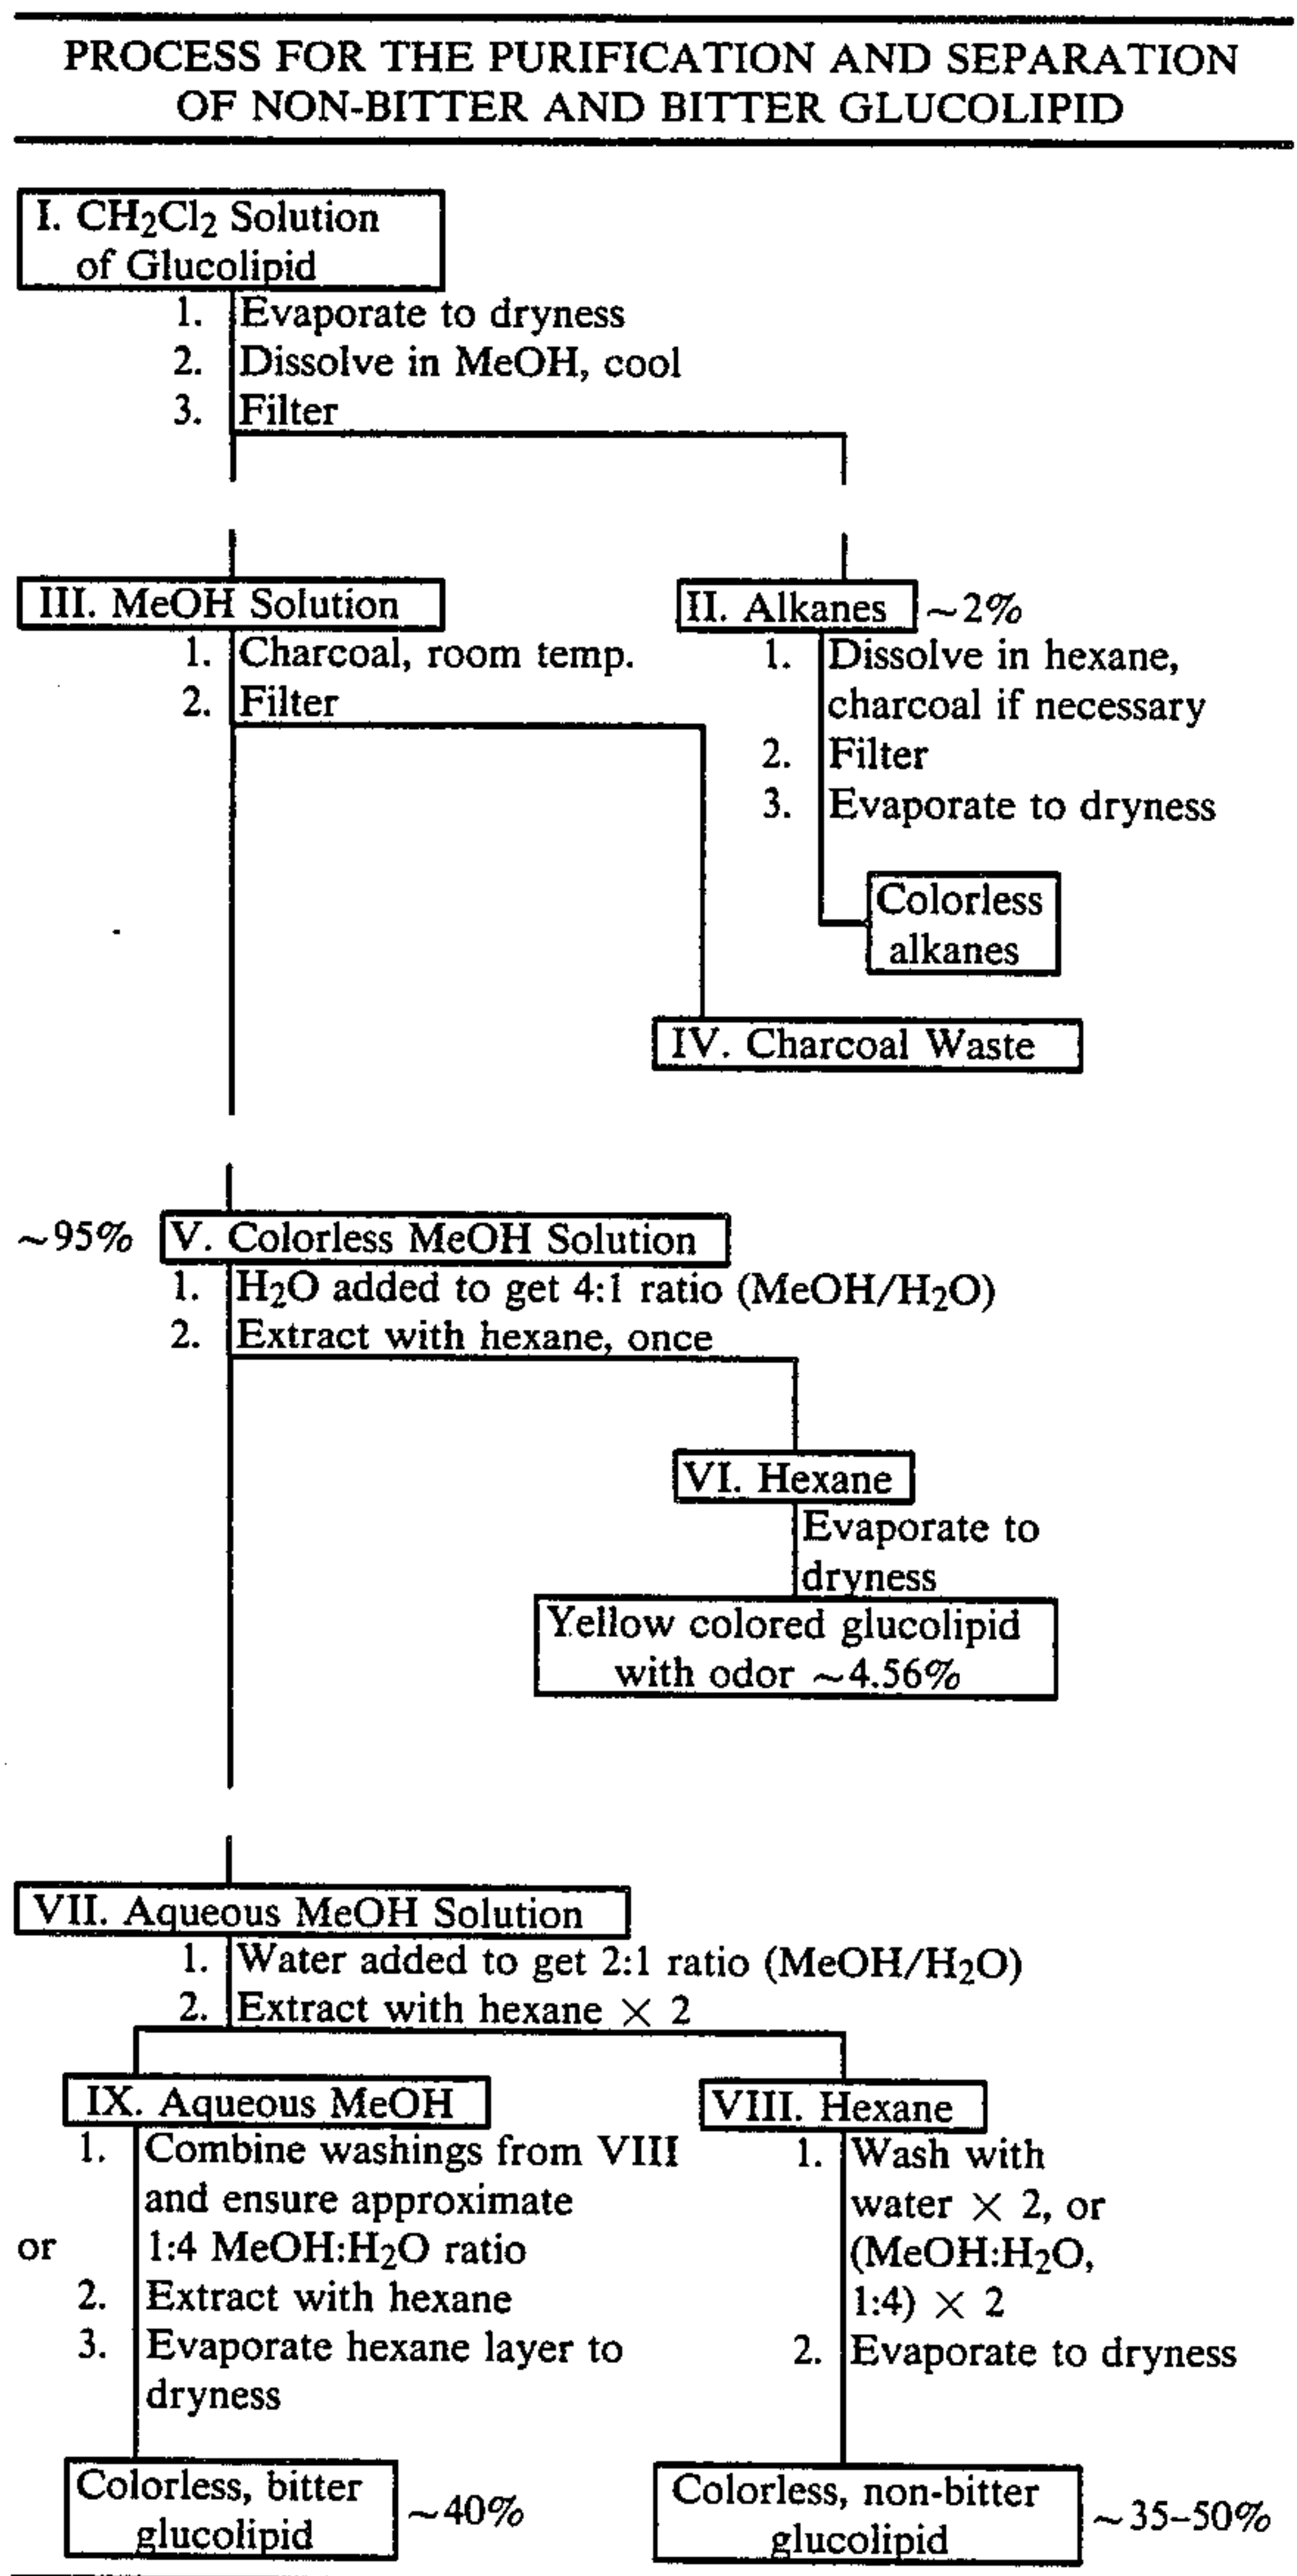 PROCESS FOR THE PURIFICATION AND SEPARATION
OF NON-BITTER AND BITTER GLUCOLIPID
I. CH₂Cl₂ Solution
of Glucolipid
1. Evaporate to dryness
2. Dissolve in MeOH, cool
3. Filter
III. MeOH Solution
1. Charcoal, room temp.
2. Filter
II. Alkanes ~2%
1. Dissolve in hexane,
charcoal if necessary
2. Filter
3. Evaporate to dryness
Colorless
alkanes
IV. Charcoal Waste
~95% V. Colorless MeOH Solution
1. H₂O added to get 4:1 ratio (MeOH/H₂O)
2. Extract with hexane, once
VI. Hexane
Evaporate to
dryness
Yellow colored glucolipid
with odor ~4.56%
VII. Aqueous MeOH Solution
1. Water added to get 2:1 ratio (MeOH/H₂O)
2. Extract with hexane × 2
IX. Aqueous MeOH
1. Combine washings from VIII
and ensure approximate
or 1:4 MeOH:H₂O ratio
2. Extract with hexane
3. Evaporate hexane layer to
dryness
Colorless, bitter
glucolipid
~40%
VIII. Hexane
1. Wash with
water × 2, or
(MeOH:H₂O,
1:4) × 2
2. Evaporate to dryness
Colorless, non-bitter
glucolipid
~35–50%